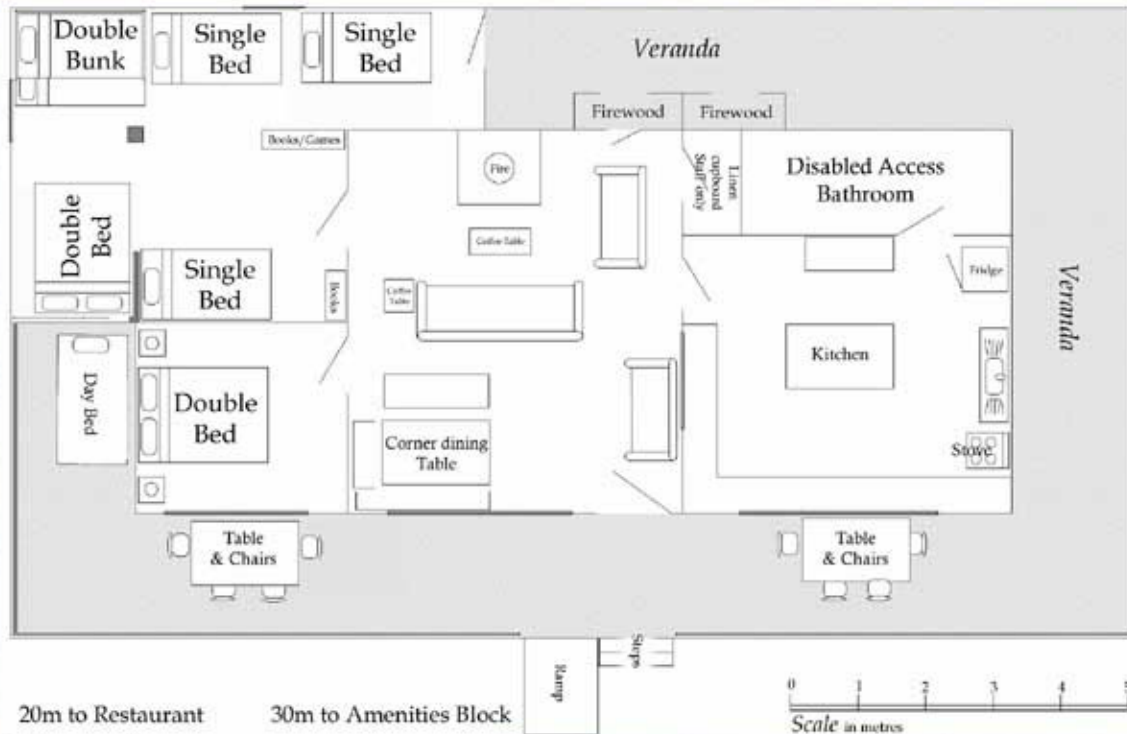 Double
Bunk
Single
Bed
Single
Bed
Veranda
Firewood
Firewood
Books/Games
Fire
Linen
cupboard
Staff only
Disabled Access
Bathroom
Coffee Table
Double
Bed
Single
Bed
Books
Coffee
Table
Fridge
Veranda
Kitchen
Day Bed
Double
Bed
Corner dining
Table
Stove
Table
& Chairs
Table
& Chairs
Ramp
Steps
20m to Restaurant
30m to Amenities Block
0 1 2 3 4 5
Scale in metres